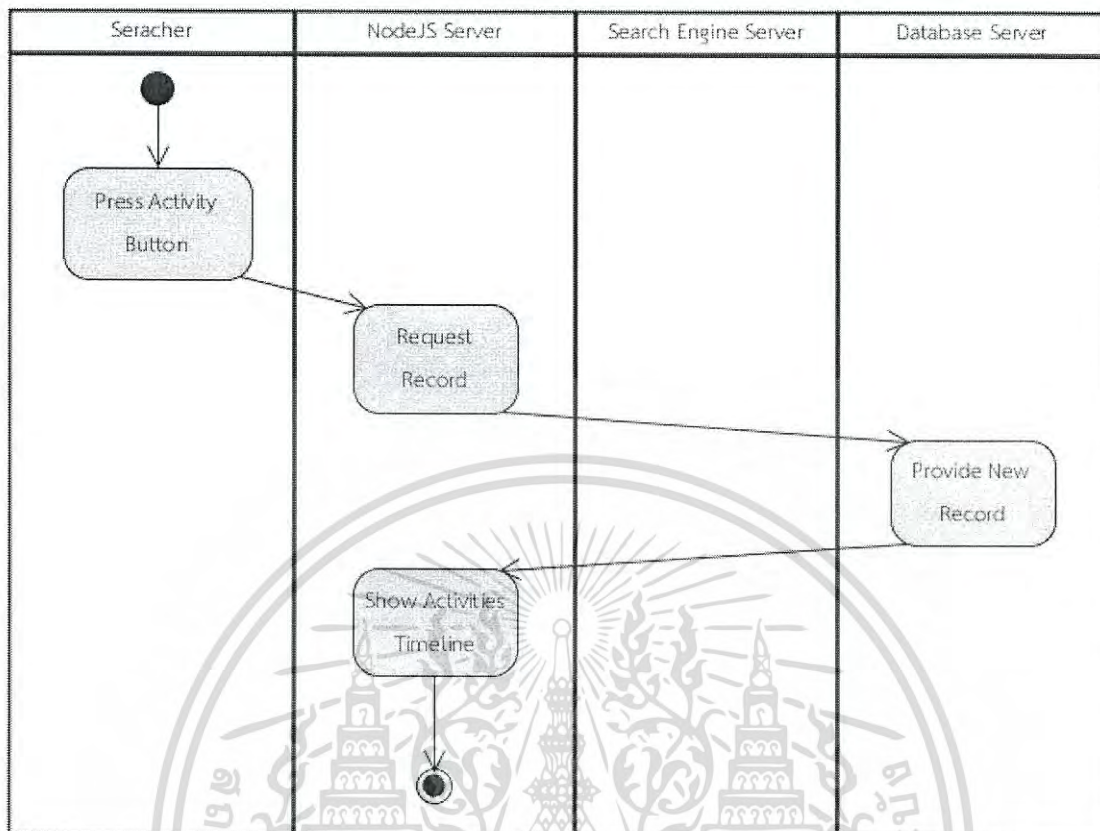 Seracher
NodeJS Server
Search Engine Server
Database Server
Press Activity
Button
Request
Record
Provide New
Record
Show Activities
Timeline